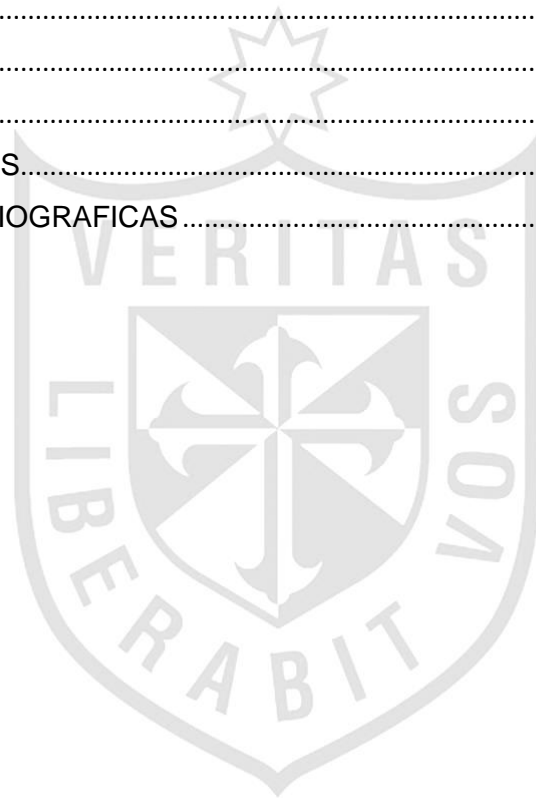 ........................................................................
........................................................................
........................................................................
S........................................................................
IOGRAFICAS........................................................
VERITAS
LIBERABIT VOS